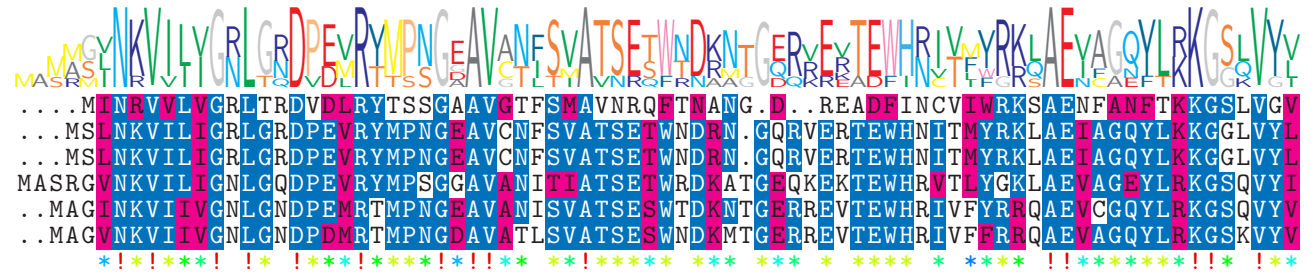 ....MINRVVLVGRLTRDVDLRYTSSGAAVGTFSMAVNRQFTNANG.D..READFINCVIWRKSAENFANFTKKGSLVGV
...MSLNKVILIGRLGRDPEVRYMPNGEAVCNFSVATSETWNDRN.GQRVERTEWHNITMYRKLAEIAGQYLKKGGLVYL
...MSLNKVILIGRLGRDPEVRYMPNGEAVCNFSVATSETWNDRN.GQRVERTEWHNITMYRKLAEIAGQYLKKGGLVYL
MASRGVNKVILIGNLGQDPEVRYMPSGGAVANITIATSETWRDKATGEQKEKTEWHRVTLYGKLAEVAGEYLRKGSQVYI
..MAGINKVIIVGNLGNDPEMRTMPNGEAVANISVATSESWTDKNTGERREVTEWHRIVFYRRQAEVCGQYLRKGSQVYV
..MAGVNKVIIVGNLGNDPDMRTMPNGDAVATLSVATSESWNDKMTGERREVTEWHRIVFFRRQAEVAGQYLRKGSKVYV